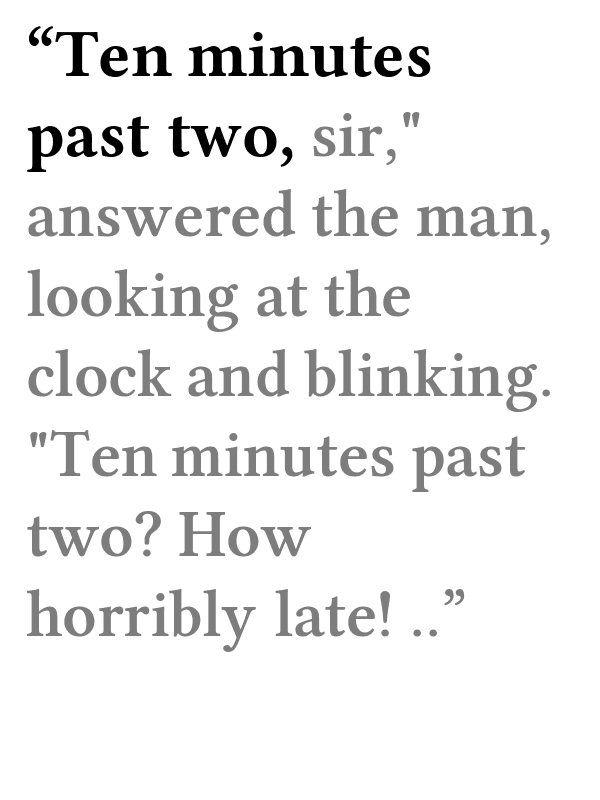 “Ten minutes
past two, sir,"
answered the man,
looking at the
clock and blinking.
"Ten minutes past
two? How
horribly late! ..”